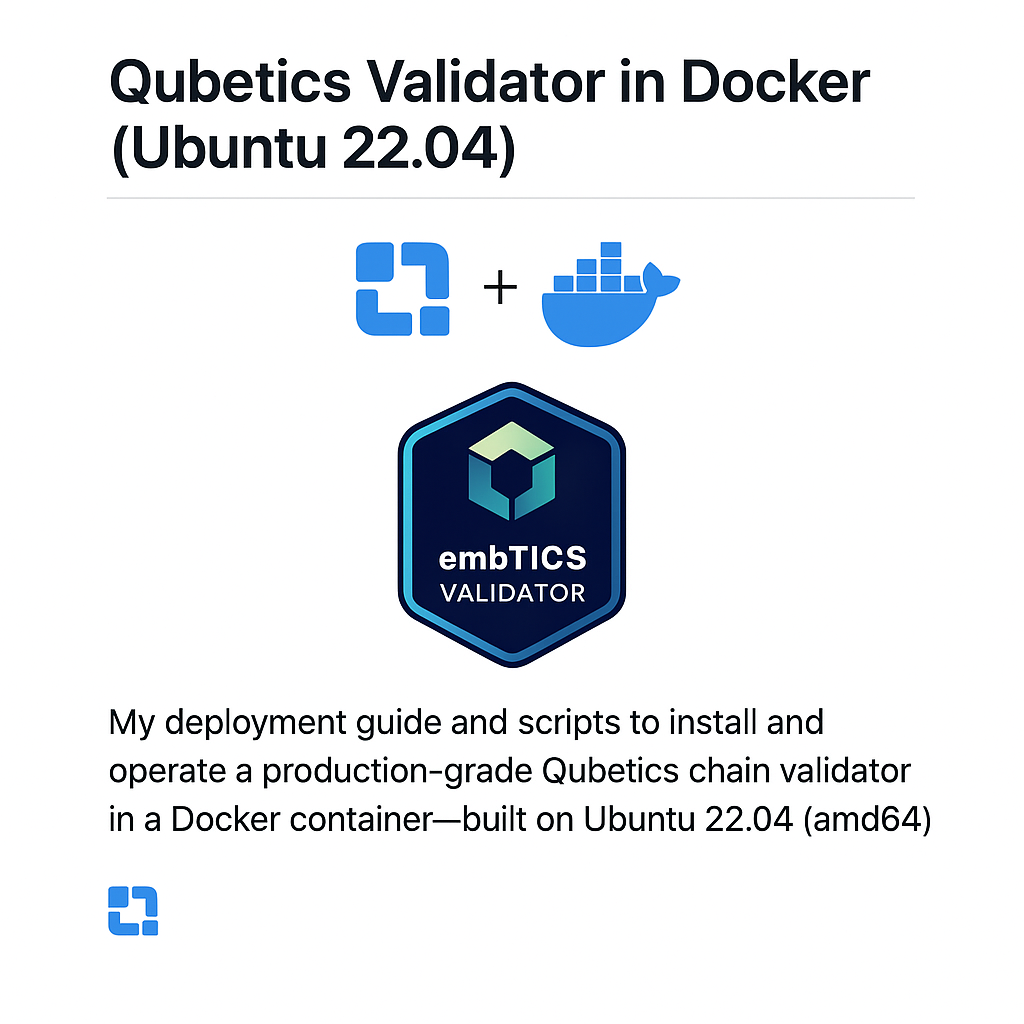 Qubetics Validator in Docker
(Ubuntu 22.04)
+
embTICS
VALIDATOR
My deployment guide and scripts to install and
operate a production-grade Qubetics chain validator
in a Docker container—built on Ubuntu 22.04 (amd64)